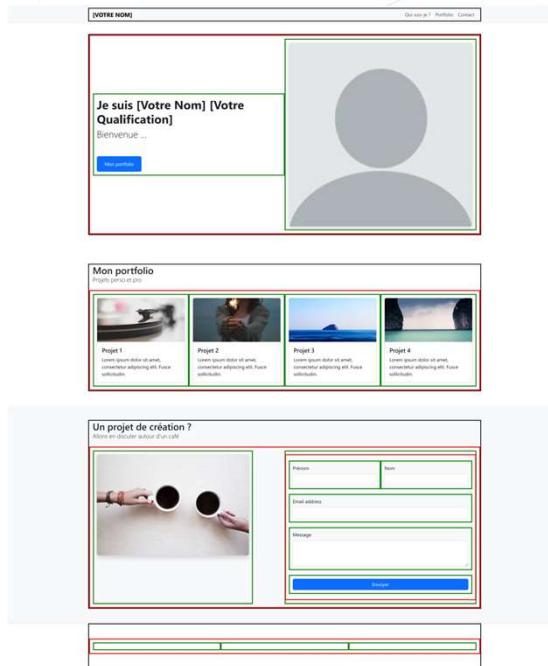 [VOTRE NOM]
Qui suis-je ? Portfolio Contact
Je suis [Votre Nom] [Votre
Qualification]
Bienvenue ...
Mon portfolio
Mon portfolio
Projets perso et pro
Projet 1
Lorem ipsum dolor sit amet,
consectetur adipiscing elit. Fusce
sollicitudin.
Projet 2
Lorem ipsum dolor sit amet,
consectetur adipiscing elit. Fusce
sollicitudin.
Projet 3
Lorem ipsum dolor sit amet,
consectetur adipiscing elit. Fusce
sollicitudin.
Projet 4
Lorem ipsum dolor sit amet,
consectetur adipiscing elit. Fusce
sollicitudin.
Un projet de création ?
Allons en discuter autour d'un café
Prénom
Nom
Email address
Message
Envoyer